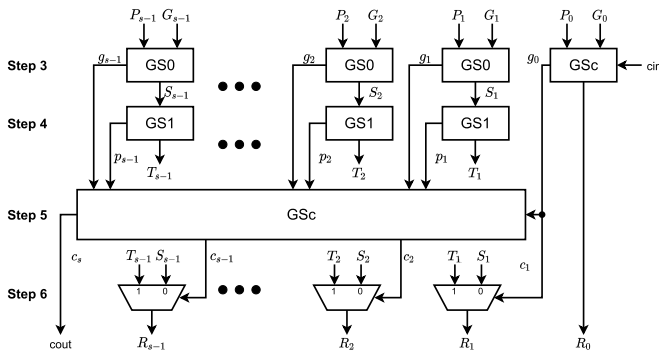 P_{s-1} G_{s-1} P_2 G_2 P_1 G_1 P_0 G_0
Step 3 g_{s-1} GS0 g_2 GS0 g_1 GS0 g_0 GSc cin
S_{s-1} S_2 S_1
Step 4 GS1 GS1 GS1
p_{s-1} p_2 p_1
T_{s-1} T_2 T_1
Step 5 GSc
c_s T_{s-1} S_{s-1} c_{s-1} T_2 S_2 c_2 T_1 S_1 c_1
Step 6 1 0 1 0 1 0
cout R_{s-1} R_2 R_1 R_0